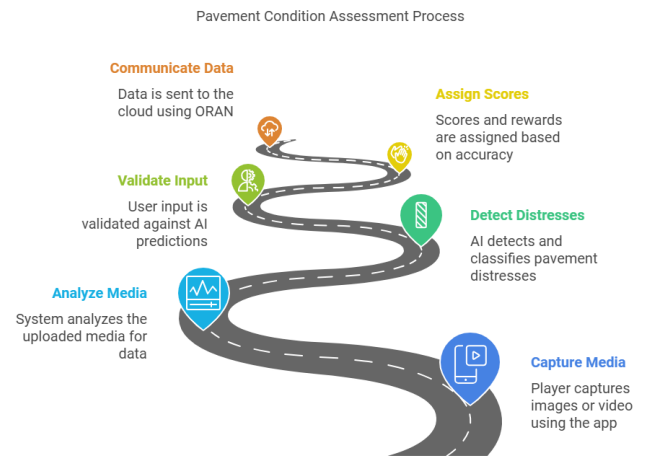 Pavement Condition Assessment Process
Communicate Data
Data is sent to the
cloud using ORAN
Assign Scores
Scores and rewards
are assigned based
on accuracy
Validate Input
User input is
validated against AI
predictions
Detect Distresses
AI detects and
classifies pavement
distresses
Analyze Media
System analyzes the
uploaded media for
data
Capture Media
Player captures
images or video
using the app